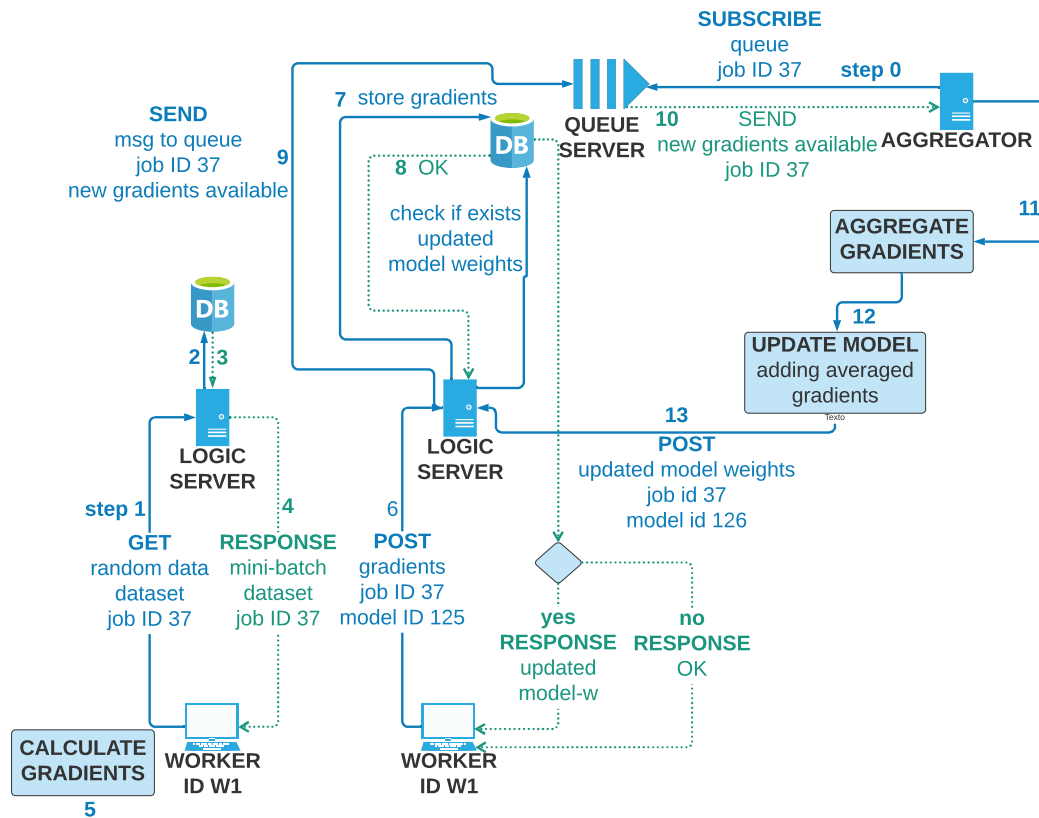 SUBSCRIBE
queue
job ID 37
step 0
7 store gradients
SEND
msg to queue
job ID 37
new gradients available
9
QUEUE
SERVER
10
SEND
new gradients available
job ID 37
AGGREGATOR
DB
8 OK
check if exists
updated
model weights
11
AGGREGATE
GRADIENTS
DB
2
3
12
UPDATE MODEL
adding averaged
gradients
Texto
LOGIC
SERVER
LOGIC
SERVER
13
POST
updated model weights
job id 37
model id 126
step 1
GET
random data
dataset
job ID 37
4
RESPONSE
mini-batch
dataset
job ID 37
6
POST
gradients
job ID 37
model ID 125
yes
RESPONSE
updated
model-w
no
RESPONSE
OK
CALCULATE
GRADIENTS
5
WORKER
ID W1
WORKER
ID W1